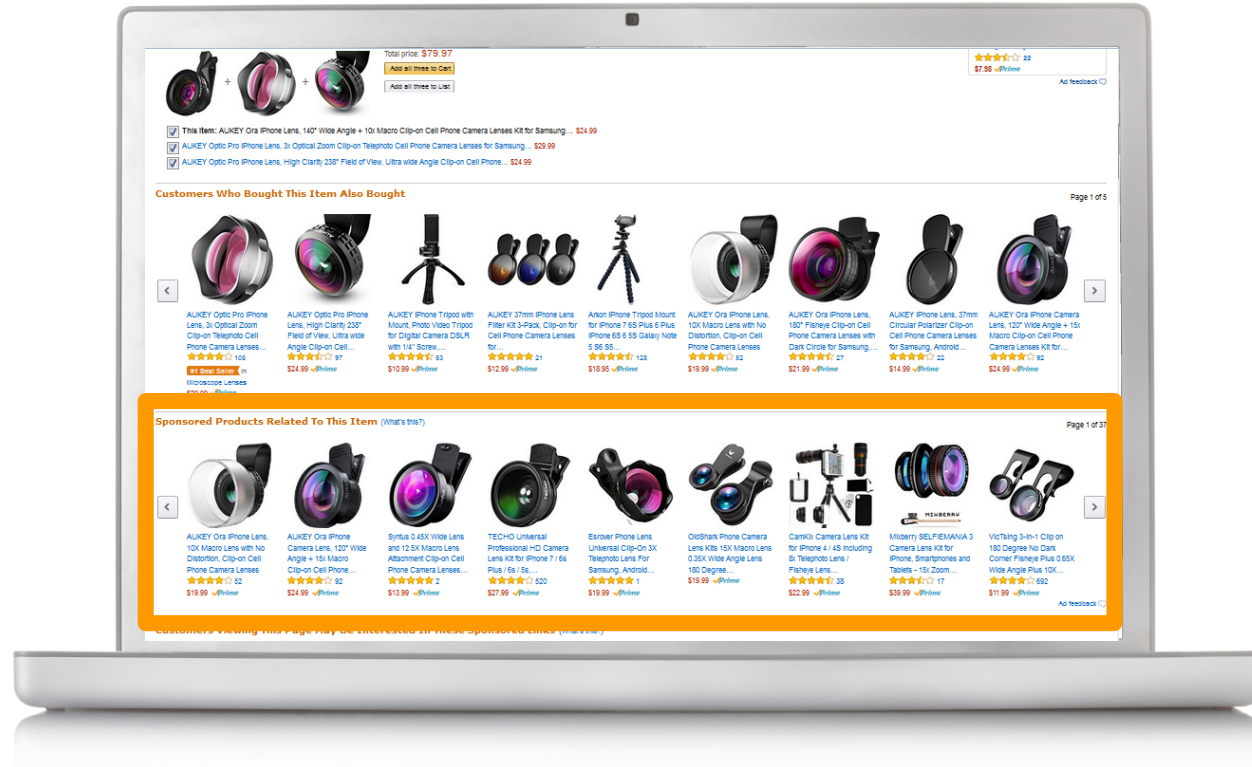 Total price: $79.97
Add all three to Cart
Add all three to List
22
$7.98 Prime
Ad feedback
This item: AUKEY Ora iPhone Lens, 140° Wide Angle + 10x Macro Clip-on Cell Phone Camera Lenses Kit for Samsung… $24.99
AUKEY Optic Pro iPhone Lens, 3x Optical Zoom Clip-on Telephoto Cell Phone Camera Lenses for Samsung… $29.99
AUKEY Optic Pro iPhone Lens, High Clarity 238° Field of View, Ultra wide Angle Clip-on Cell Phone… $24.99
Customers Who Bought This Item Also Bought
Page 1 of 5
AUKEY Optic Pro iPhone
Lens, 3x Optical Zoom
Clip-on Telephoto Cell
Phone Camera Lenses…
108
#1 Best Seller in
Microscope Lenses
$29.99 Prime
AUKEY Optic Pro iPhone
Lens, High Clarity 238°
Field of View, Ultra wide
Angle Clip-on Cell…
97
$24.99 Prime
AUKEY iPhone Tripod with
Mount, Photo Video Tripod
for Digital Camera DSLR
with 1/4" Screw,…
53
$10.99 Prime
AUKEY 37mm iPhone Lens
Filter Kit 3-Pack, Clip-on for
Cell Phone Camera Lenses
for…
21
$12.99 Prime
Arkon iPhone Tripod Mount
for iPhone 7 6S Plus 6 Plus
iPhone 6S 6 5S Galaxy Note
5 S6 S5…
128
$18.95 Prime
AUKEY Ora iPhone Lens,
10X Macro Lens with No
Distortion, Clip-on Cell
Phone Camera Lenses
52
$19.99 Prime
AUKEY Ora iPhone Lens,
180° Fisheye Clip-on Cell
Phone Camera Lenses with
Dark Circle for Samsung,…
27
$21.99 Prime
AUKEY iPhone Lens, 37mm
Circular Polarizer Clip-on
Cell Phone Camera Lenses
for Samsung, Android…
22
$14.99 Prime
AUKEY Ora iPhone Camera
Lens, 120° Wide Angle + 15x
Macro Clip-on Cell Phone
Camera Lenses Kit for…
92
$24.99 Prime
Sponsored Products Related To This Item (What's this?)
Page 1 of 37
AUKEY Ora iPhone Lens,
10X Macro Lens with No
Distortion, Clip-on Cell
Phone Camera Lenses
52
$19.99 Prime
AUKEY Ora iPhone
Camera Lens, 120° Wide
Angle + 15x Macro
Clip-on Cell Phone…
92
$24.99 Prime
Syntus 0.45X Wide Lens
and 12.5X Macro Lens
Attachment Clip-on Cell
Phone Camera Lenses…
2
$13.99 Prime
TECHO Universal
Professional HD Camera
Lens Kit for iPhone 7 / 6s
Plus / 6s / 5s,…
520
$27.99 Prime
Esrover Phone Lens
Universal Clip-On 3X
Telephoto Lens For
Samsung, Android…
1
$19.99 Prime
OldShark Phone Camera
Lens Kits 15X Macro Lens
0.35X Wide Angle Lens
180 Degree…
$19.99 Prime
CamKix Camera Lens Kit
for iPhone 4 / 4S including
8x Telephoto Lens /
Fisheye Lens…
38
$22.99 Prime
MIXBERRY
Mixberry SELFIEMANIA 3
Camera Lens Kit for
iPhone, Smartphones and
Tablets - 15x Zoom…
17
$39.99 Prime
VicTsing 3-in-1 Clip on
180 Degree No Dark
Corner Fisheye Plus 0.65X
Wide Angle Plus 10X…
692
$11.99 Prime
Ad feedback
Customers Viewing This Page May Be Interested In These Sponsored Links (What's this?)